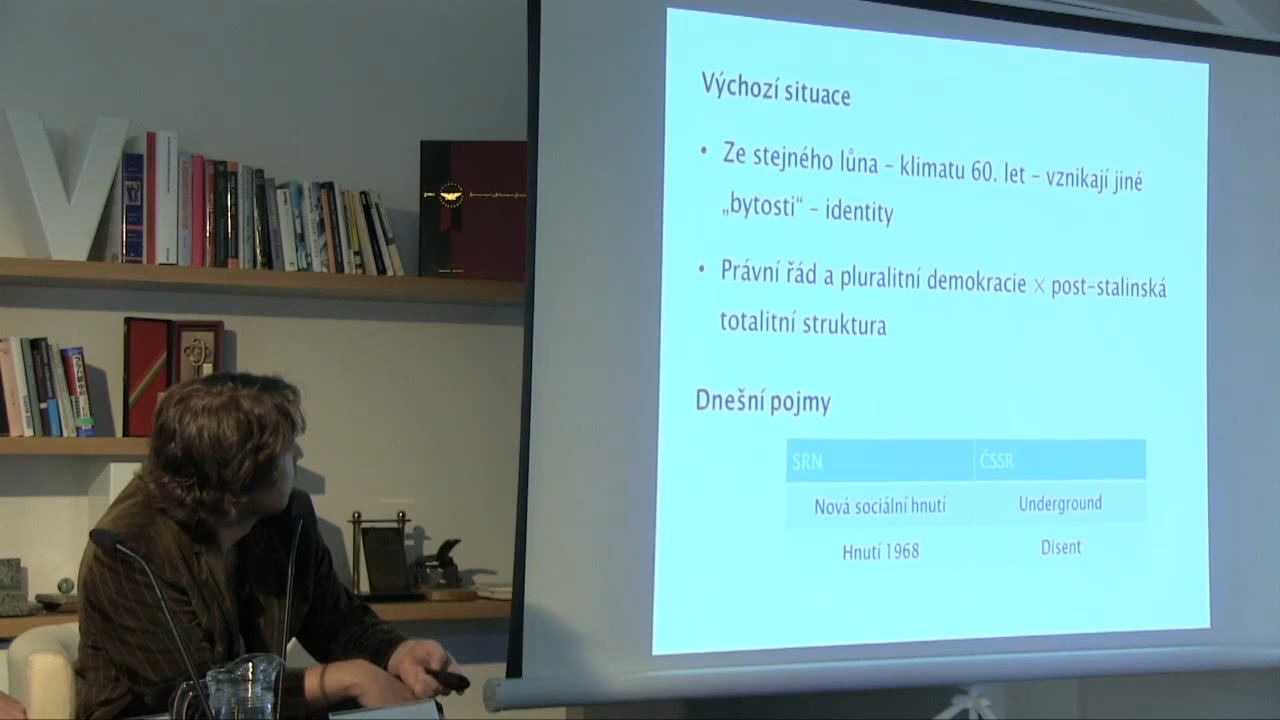 V
Výchozí situace
• Ze stejného lůna – klimatu 60. let – vznikají jiné
„bytosti“ – identity
• Právní řád a pluralitní demokracie × post-stalinská
totalitní struktura
Dnešní pojmy
SRN ČSSR
Nová sociální hnutí Underground
Hnutí 1968 Disent